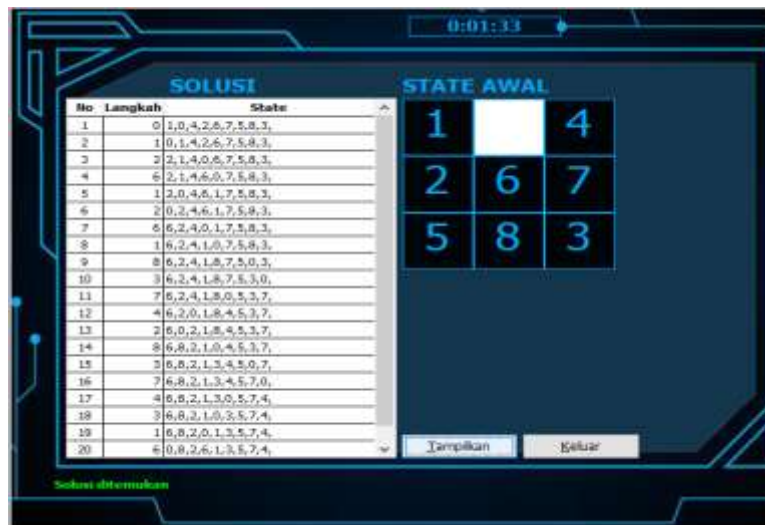 0:01:33
SOLUSI
No Langkah State
1 0 1,0,4,2,6,7,5,8,3,
2 1 0,1,4,2,6,7,5,8,3,
3 2 2,1,4,0,6,7,5,8,3,
4 6 2,1,4,6,0,7,5,8,3,
5 1 2,0,4,6,1,7,5,8,3,
6 2 0,2,4,6,1,7,5,8,3,
7 6 6,2,4,0,1,7,5,8,3,
8 1 6,2,4,1,0,7,5,8,3,
9 8 6,2,4,1,8,7,5,0,3,
10 3 6,2,4,1,8,7,5,3,0,
11 7 6,2,4,1,8,0,5,3,7,
12 4 6,2,0,1,8,4,5,3,7,
13 2 6,0,2,1,8,4,5,3,7,
14 8 6,8,2,1,0,4,5,3,7,
15 3 6,8,2,1,3,4,5,0,7,
16 7 6,8,2,1,3,4,5,7,0,
17 4 6,8,2,1,3,0,5,7,4,
18 3 6,8,2,1,0,3,5,7,4,
19 1 6,8,2,0,1,3,5,7,4,
20 6 0,8,2,6,1,3,5,7,4,
STATE AWAL
1 4
2 6 7
5 8 3
Tampilkan Keluar
Solusi ditemukan